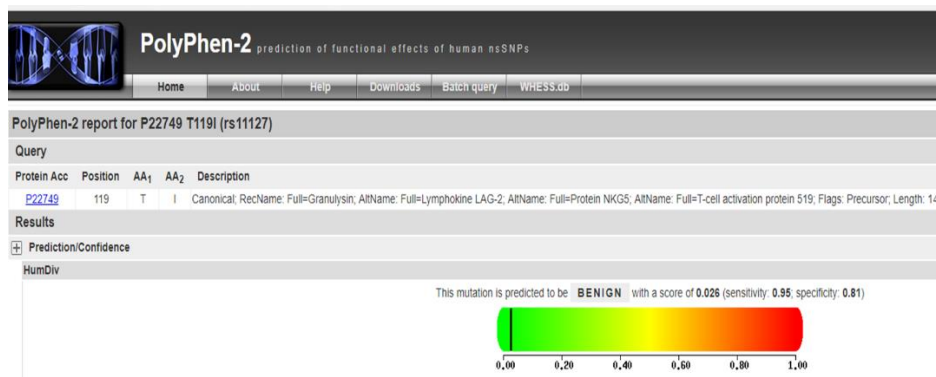 PolyPhen-2 prediction of functional effects of human nsSNPs
Home About Help Downloads Batch query WHESS.db
PolyPhen-2 report for P22749 T119I (rs11127)
Query
Protein Acc Position AA1 AA2 Description
P22749 119 T I Canonical; RecName: Full=Granulysin; AltName: Full=Lymphokine LAG-2; AltName: Full=Protein NKG5; AltName: Full=T-cell activation protein 519; Flags: Precursor; Length: 14
Results
+ Prediction/Confidence
HumDiv
This mutation is predicted to be BENIGN with a score of 0.026 (sensitivity: 0.95; specificity: 0.81)
0,00 0,20 0,40 0,60 0,80 1,00